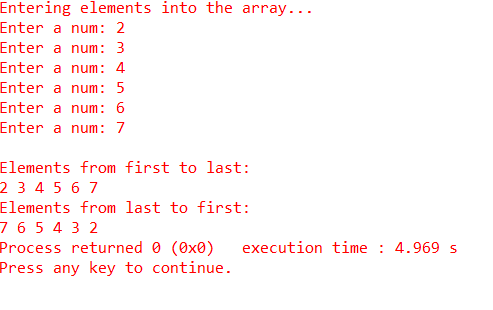 Entering elements into the array...
Enter a num: 2
Enter a num: 3
Enter a num: 4
Enter a num: 5
Enter a num: 6
Enter a num: 7
Elements from first to last:
2 3 4 5 6 7
Elements from last to first:
7 6 5 4 3 2
Process returned 0 (0x0)   execution time : 4.969 s
Press any key to continue.